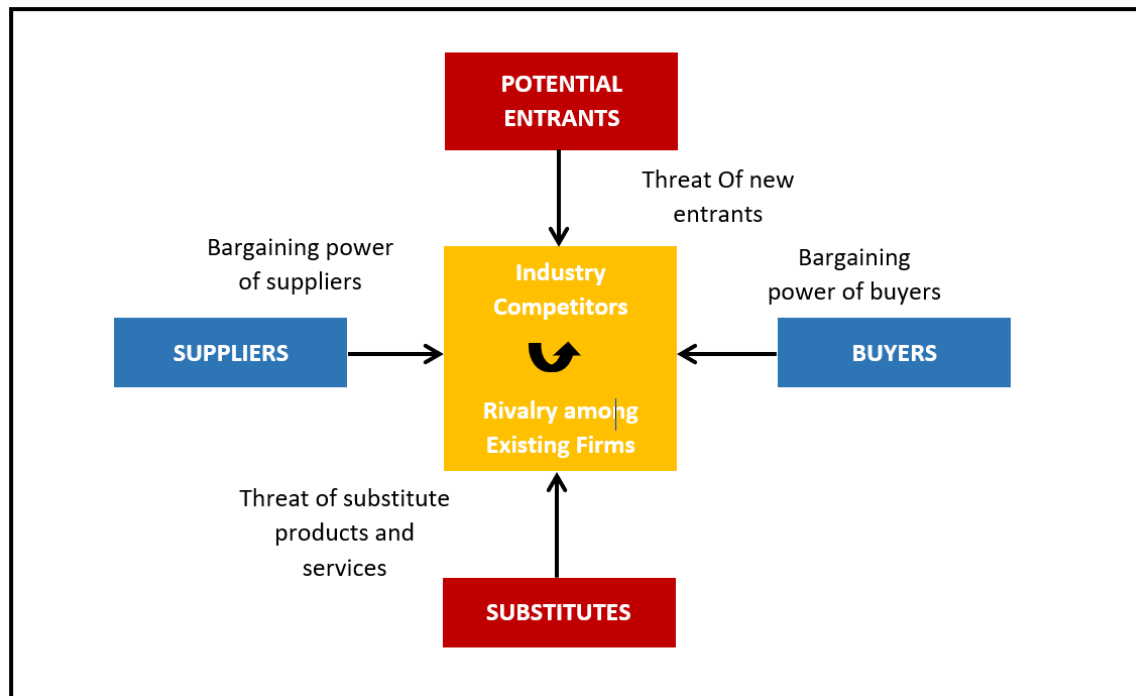 POTENTIAL
ENTRANTS
Threat Of new
entrants
Bargaining power
of suppliers
Industry
Competitors
Bargaining
power of buyers
SUPPLIERS
BUYERS
Rivalry among
Existing Firms
Threat of substitute
products and
services
SUBSTITUTES